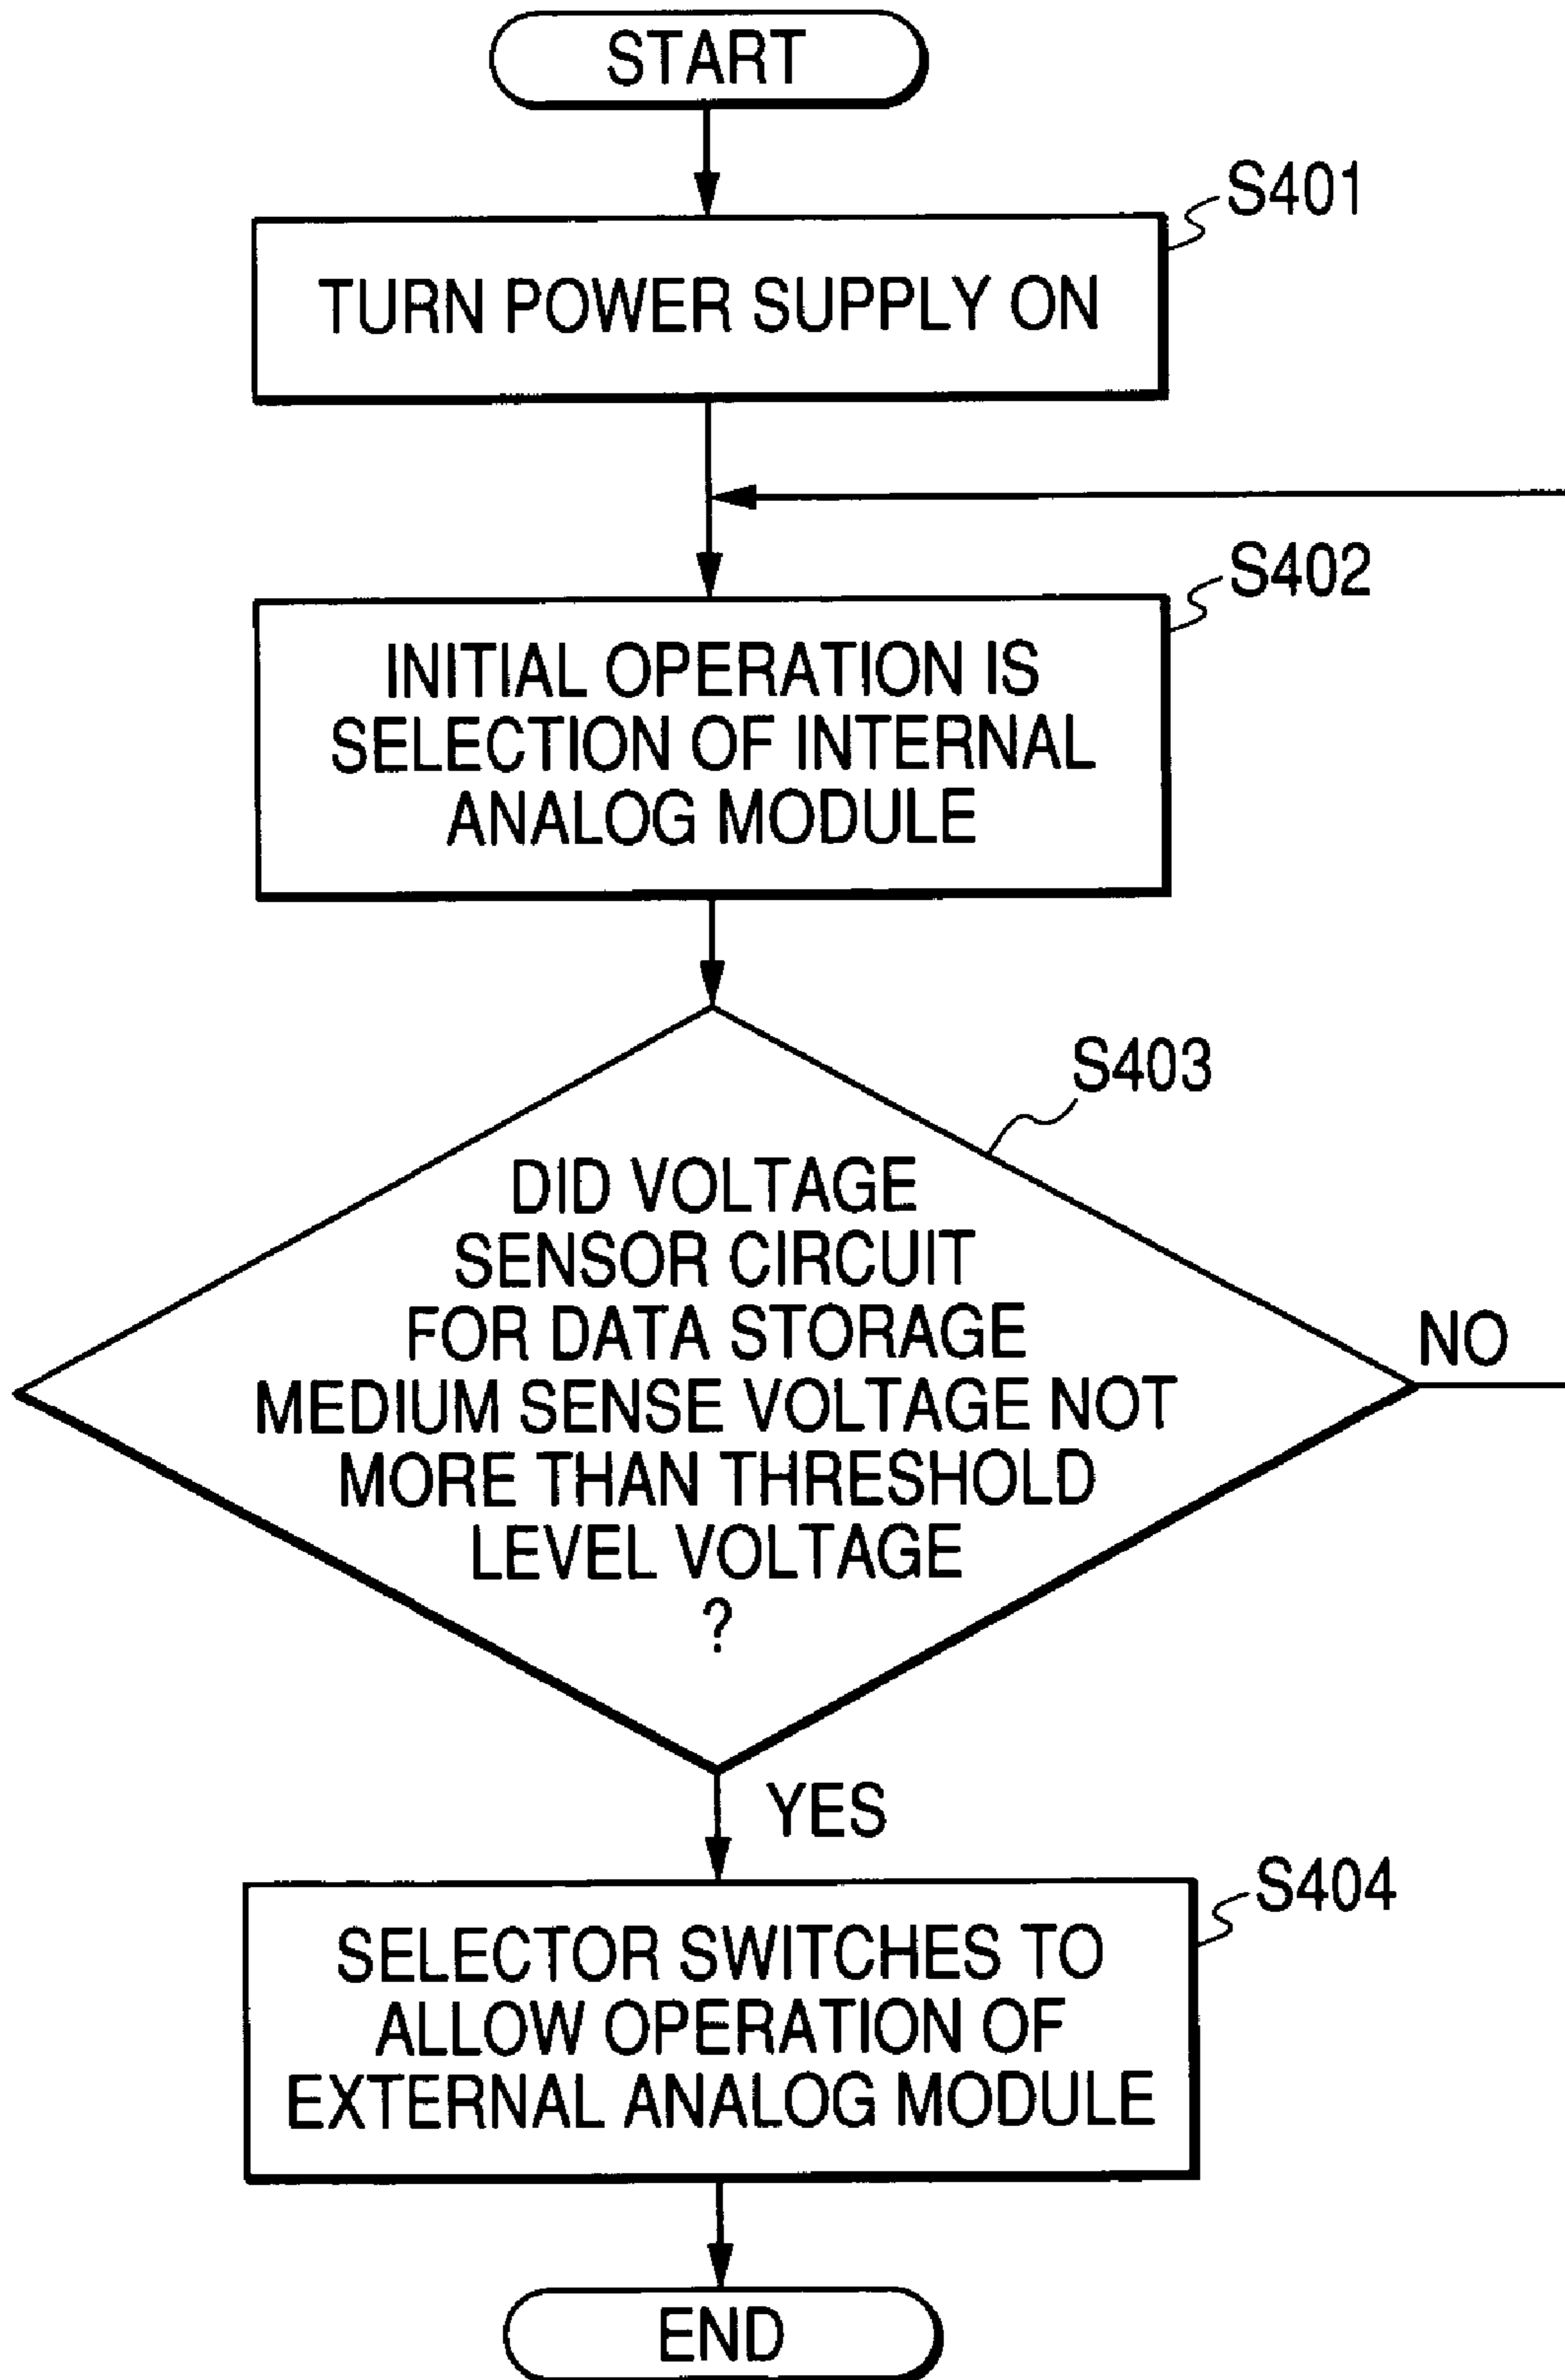 START
S401
TURN POWER SUPPLY ON
S402
INITIAL OPERATION IS
SELECTION OF INTERNAL
ANALOG MODULE
S403
DID VOLTAGE
SENSOR CIRCUIT
FOR DATA STORAGE
MEDIUM SENSE VOLTAGE NOT
MORE THAN THRESHOLD
LEVEL VOLTAGE
?
NO
YES
S404
SELECTOR SWITCHES TO
ALLOW OPERATION OF
EXTERNAL ANALOG MODULE
END